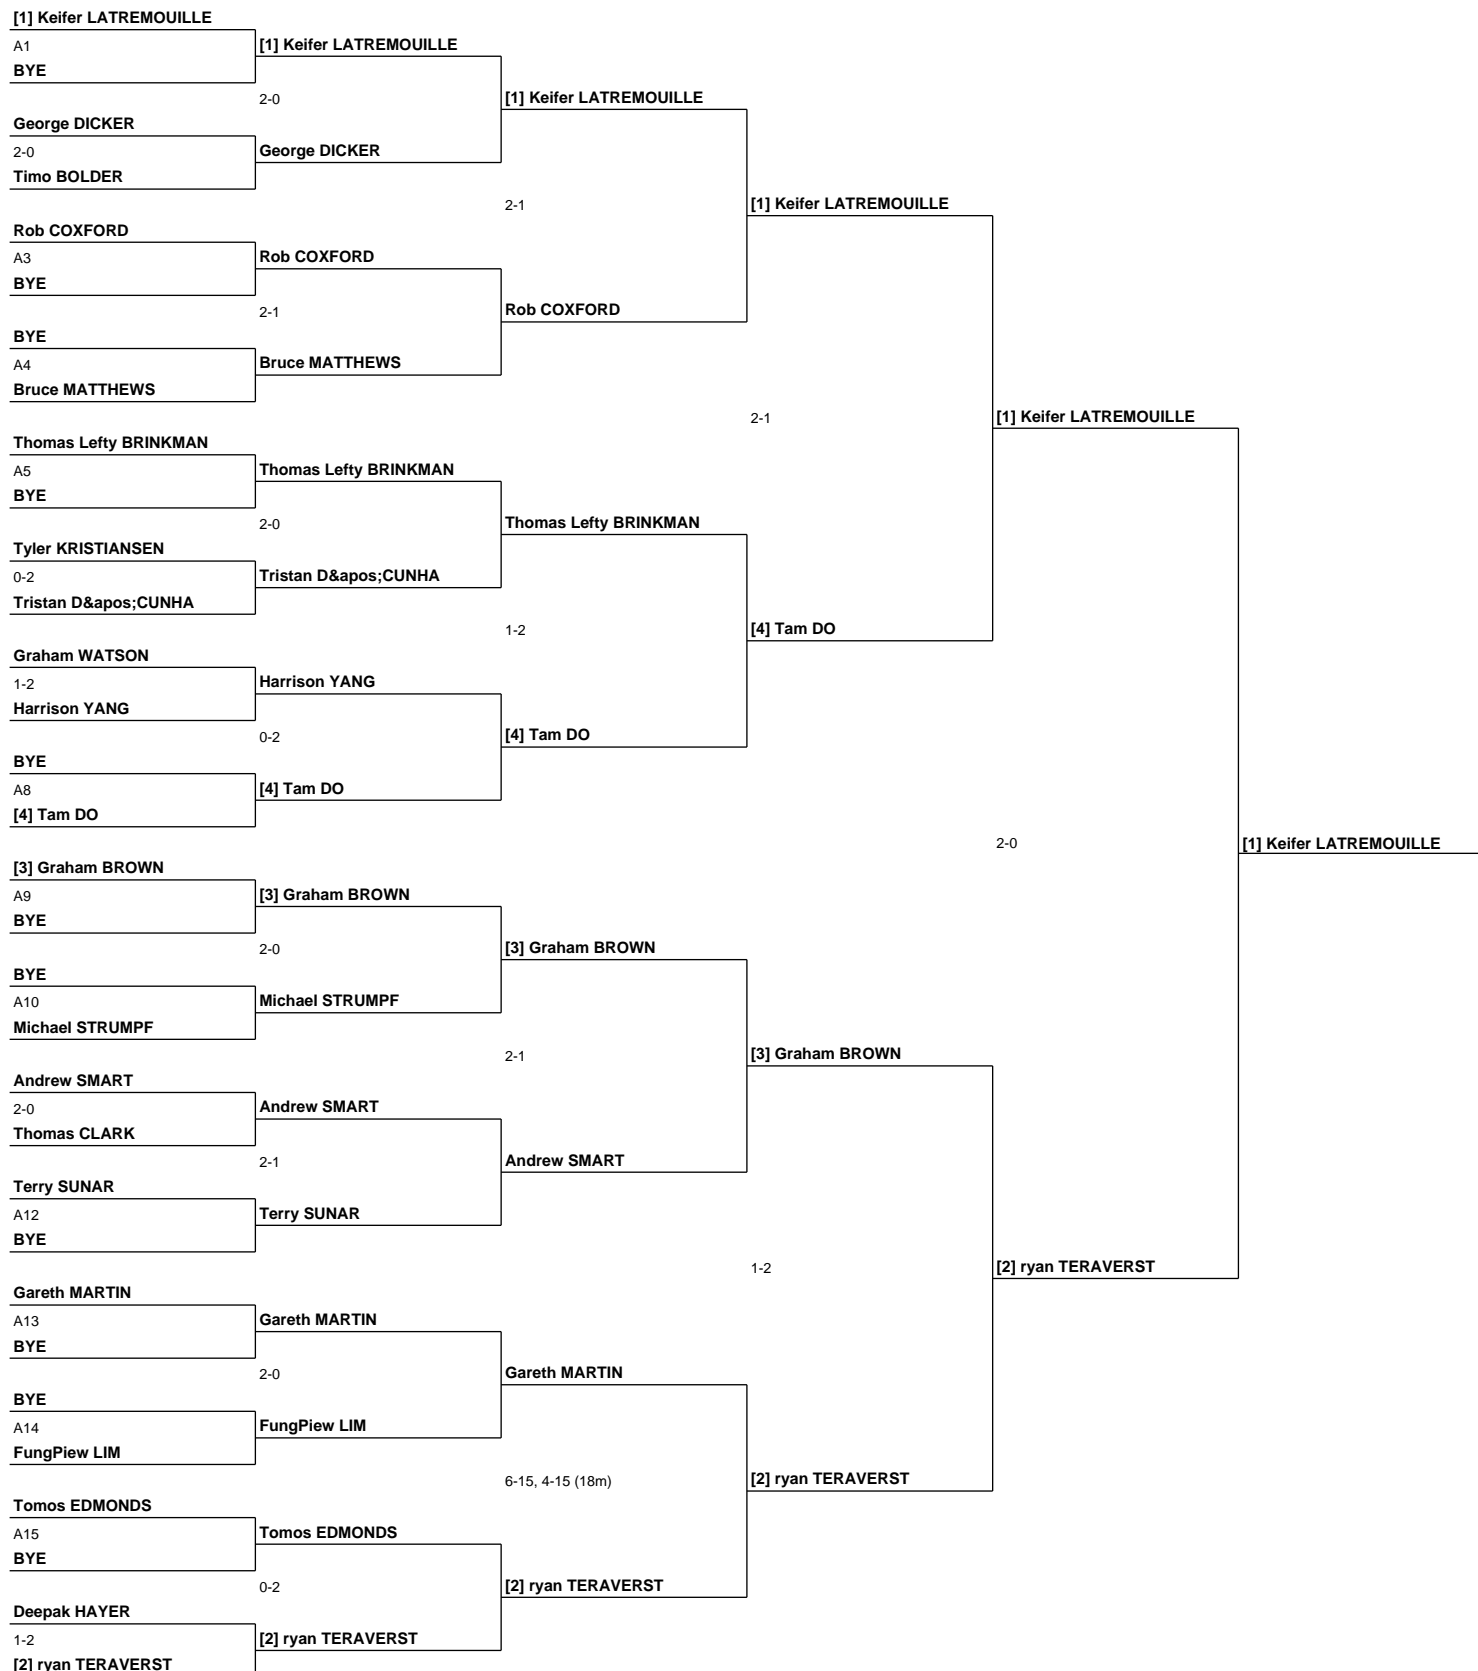 [1] Keifer LATREMOUILLE
A1
BYE
George DICKER
2-0
Timo BOLDER
Rob COXFORD
A3
BYE
BYE
A4
Bruce MATTHEWS
Thomas Lefty BRINKMAN
A5
BYE
Tyler KRISTIANSEN
0-2
Tristan D&apos;CUNHA
Graham WATSON
1-2
Harrison YANG
BYE
A8
[4] Tam DO
[3] Graham BROWN
A9
BYE
BYE
A10
Michael STRUMPF
Andrew SMART
2-0
Thomas CLARK
Terry SUNAR
A12
BYE
Gareth MARTIN
A13
BYE
BYE
A14
FungPiew LIM
Tomos EDMONDS
A15
BYE
Deepak HAYER
1-2
[2] ryan TERAVERST
[1] Keifer LATREMOUILLE
2-0
George DICKER
Rob COXFORD
2-1
Bruce MATTHEWS
Thomas Lefty BRINKMAN
2-0
Tristan D&apos;CUNHA
Harrison YANG
0-2
[4] Tam DO
[3] Graham BROWN
2-0
Michael STRUMPF
Andrew SMART
2-1
Terry SUNAR
Gareth MARTIN
2-0
FungPiew LIM
Tomos EDMONDS
0-2
[2] ryan TERAVERST
[1] Keifer LATREMOUILLE
2-1
Rob COXFORD
Thomas Lefty BRINKMAN
1-2
[4] Tam DO
[3] Graham BROWN
2-1
Andrew SMART
Gareth MARTIN
6-15, 4-15 (18m)
[2] ryan TERAVERST
[1] Keifer LATREMOUILLE
2-1
[4] Tam DO
[3] Graham BROWN
1-2
[2] ryan TERAVERST
[1] Keifer LATREMOUILLE
2-0
[2] ryan TERAVERST
[1] Keifer LATREMOUILLE